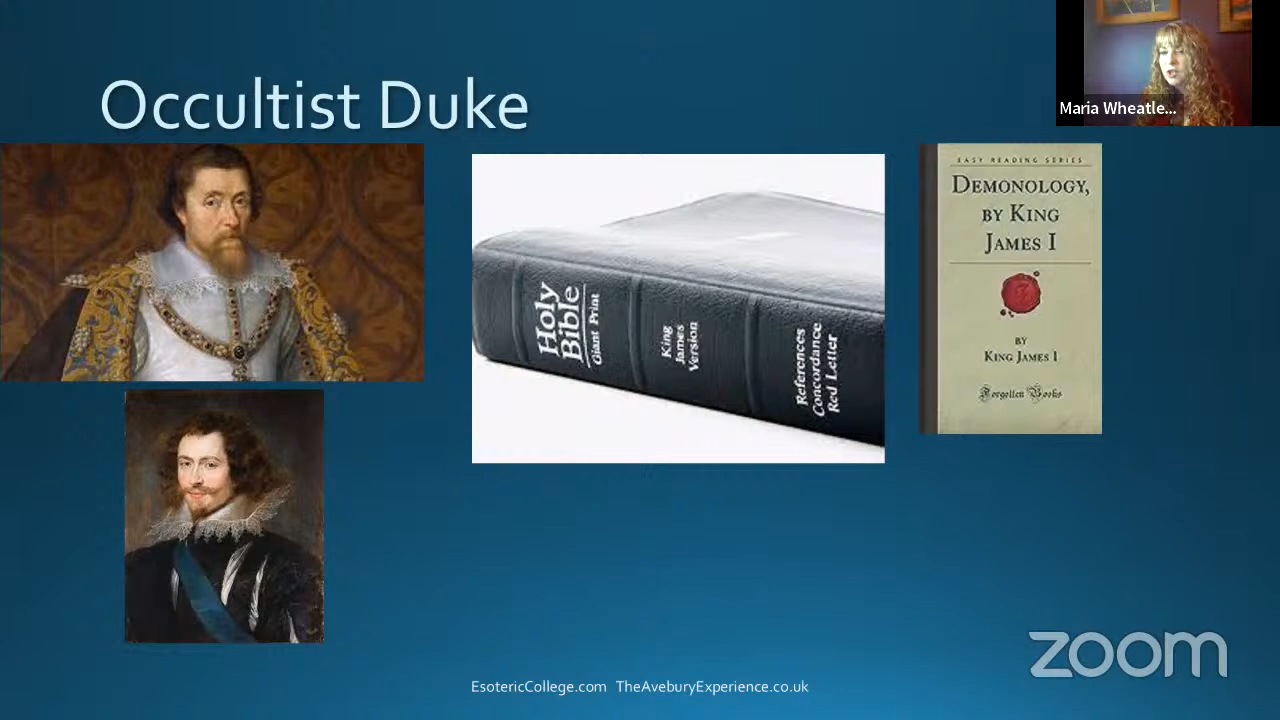 Occultist Duke
Maria Wheatle...
Holy
Bible
Giant Print
King
James
Version
References
Concordance
Red Letter
EASY READING SERIES
DEMONOLOGY,
BY KING
JAMES I
BY
KING JAMES I
Forgotten Books
zoom
EsotericCollege.com TheAveburyExperience.co.uk